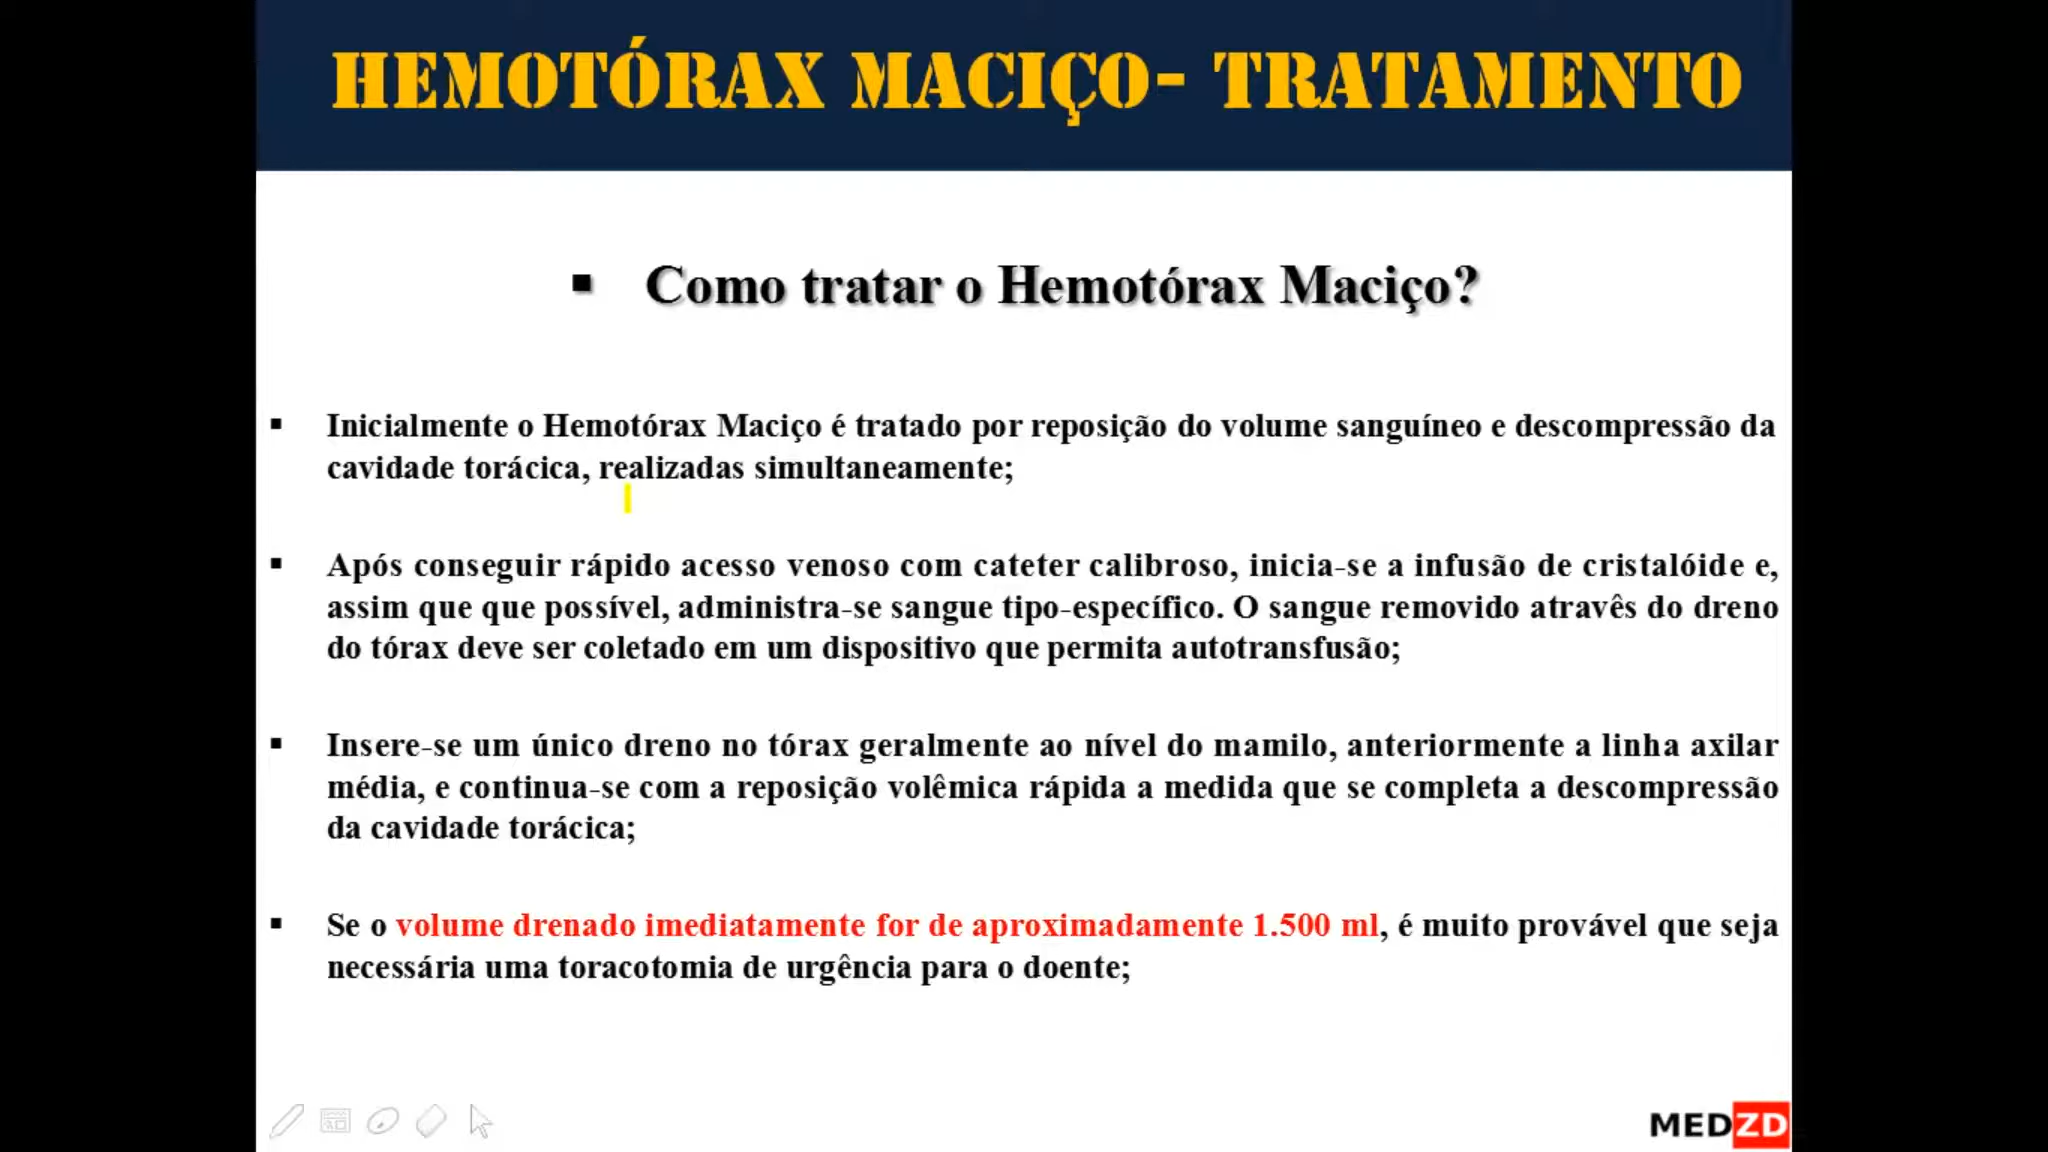 HEMOTÓRAX MACIÇO- TRATAMENTO
▪ Como tratar o Hemotórax Maciço?
▪ Inicialmente o Hemotórax Maciço é tratado por reposição do volume sanguíneo e descompressão da
cavidade torácica, realizadas simultaneamente;
▪ Após conseguir rápido acesso venoso com cateter calibroso, inicia-se a infusão de cristalóide e,
assim que que possível, administra-se sangue tipo-específico. O sangue removido atravês do dreno
do tórax deve ser coletado em um dispositivo que permita autotransfusão;
▪ Insere-se um único dreno no tórax geralmente ao nível do mamilo, anteriormente a linha axilar
média, e continua-se com a reposição volêmica rápida a medida que se completa a descompressão
da cavidade torácica;
▪ Se o volume drenado imediatamente for de aproximadamente 1.500 ml, é muito provável que seja
necessária uma toracotomia de urgência para o doente;
MEDZD